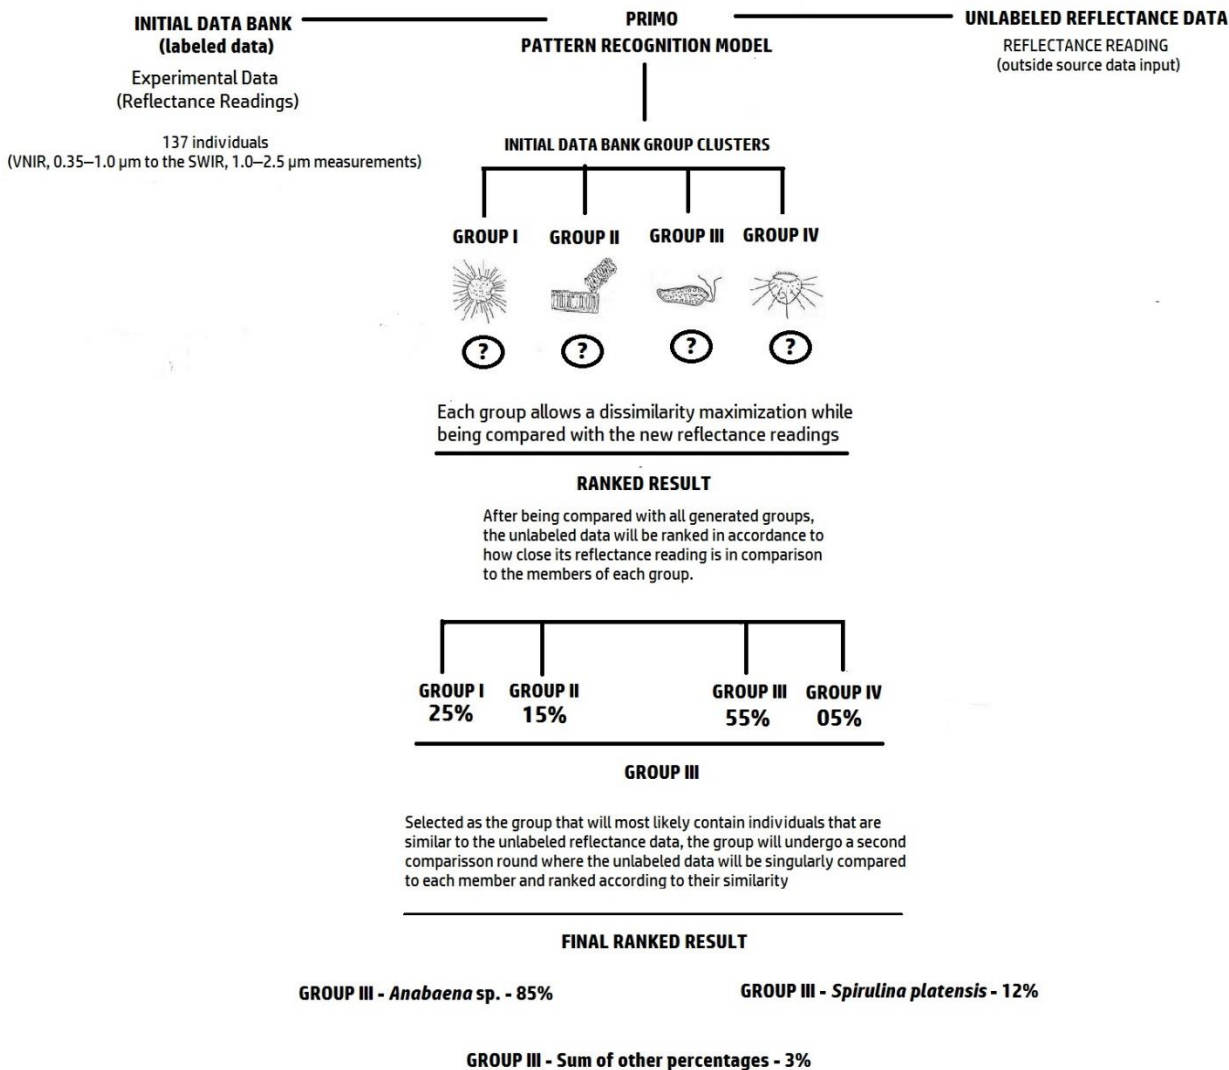 INITIAL DATA BANK
(labeled data)
Experimental Data
(Reflectance Readings)
137 individuals
(VNIR, 0.35–1.0 μm to the SWIR, 1.0–2.5 μm measurements)
PRIMO
PATTERN RECOGNITION MODEL
UNLABELED REFLECTANCE DATA
REFLECTANCE READING
(outside source data input)
INITIAL DATA BANK GROUP CLUSTERS
GROUP I
GROUP II
GROUP III
GROUP IV
?
?
?
?
Each group allows a dissimilarity maximization while
being compared with the new reflectance readings
RANKED RESULT
After being compared with all generated groups,
the unlabeled data will be ranked in accordance to
how close its reflectance reading is in comparison
to the members of each group.
GROUP I
25%
GROUP II
15%
GROUP III
55%
GROUP IV
05%
GROUP III
Selected as the group that will most likely contain individuals that are
similar to the unlabeled reflectance data, the group will undergo a second
comparisson round where the unlabeled data will be singularly compared
to each member and ranked according to their similarity
FINAL RANKED RESULT
GROUP III - Anabaena sp. - 85%
GROUP III - Spirulina platensis - 12%
GROUP III - Sum of other percentages - 3%